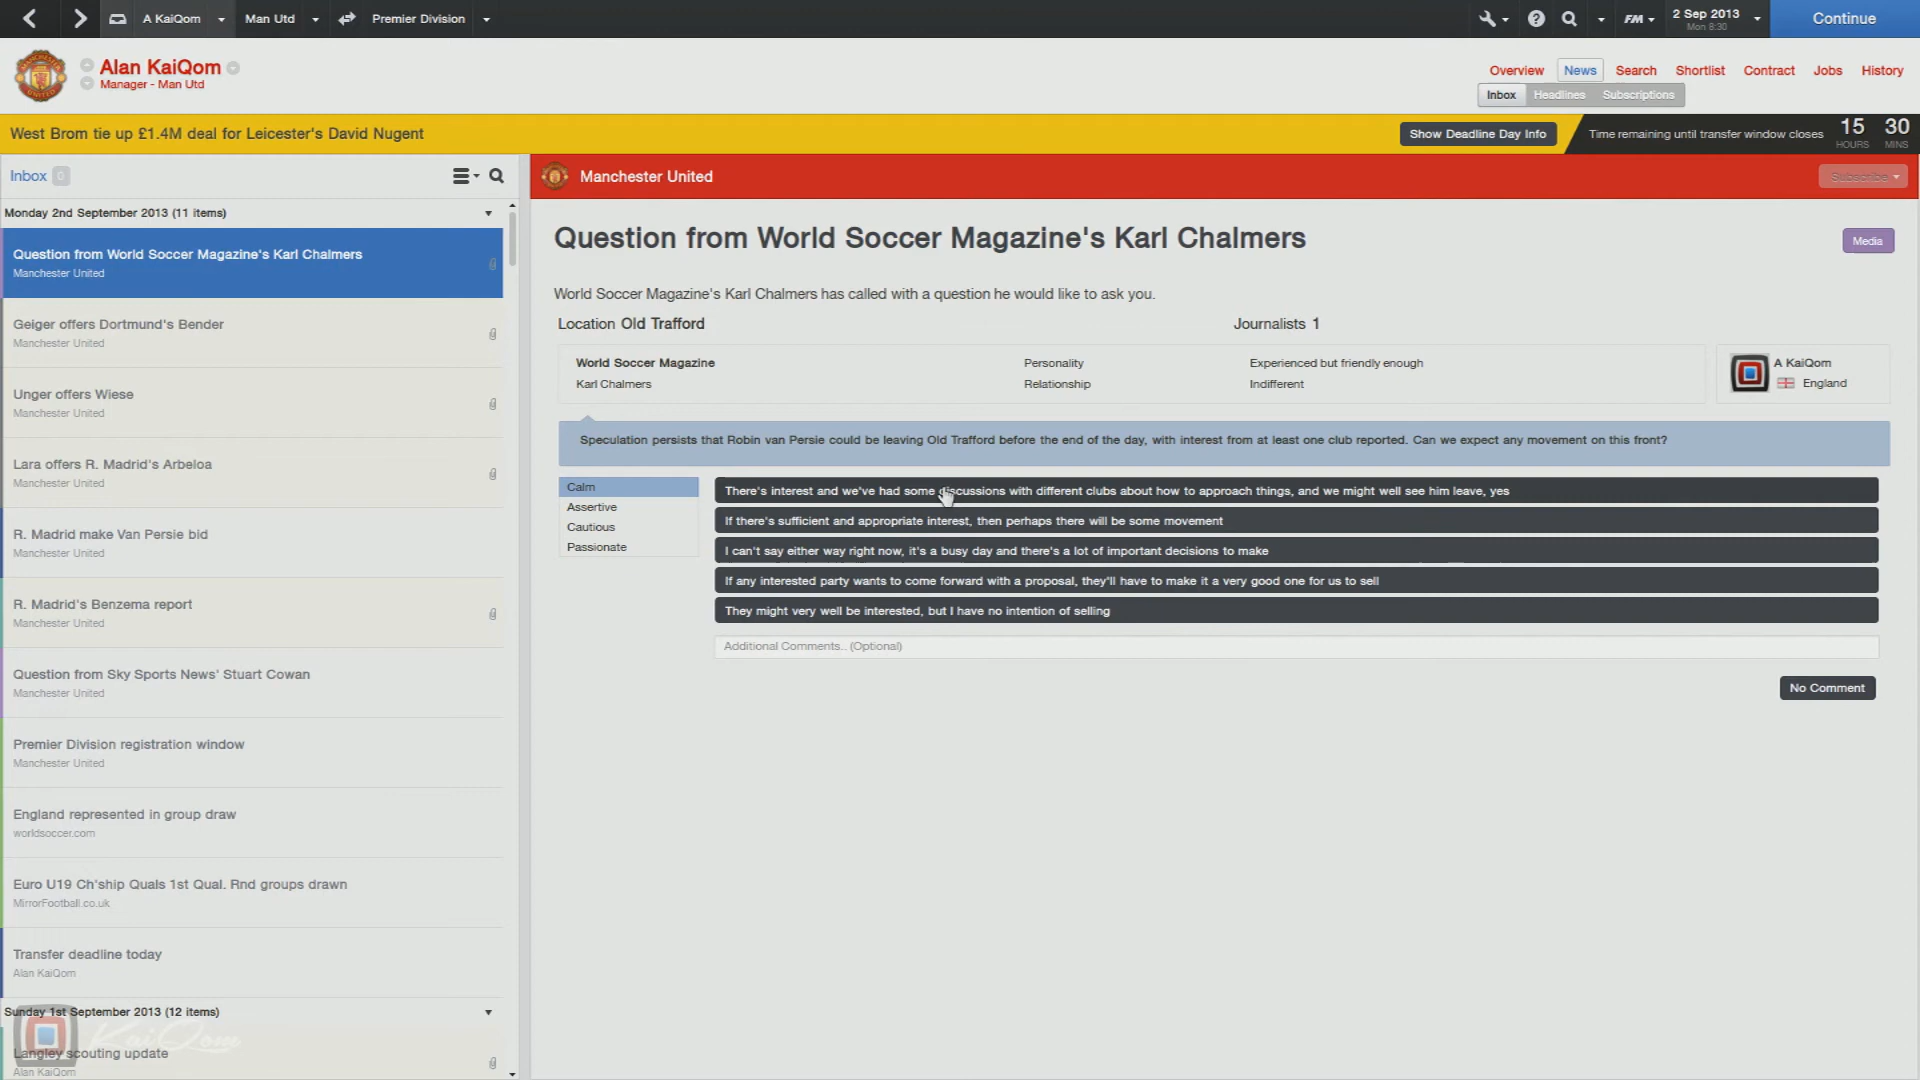 A KaiQom
Man Utd
Premier Division
FM
2 Sep 2013
Mon 8:30
Continue
Alan KaiQom
Manager - Man Utd
Overview
News
Search
Shortlist
Contract
Jobs
History
Inbox
Headlines
Subscriptions
West Brom tie up £1.4M deal for Leicester's David Nugent
Show Deadline Day Info
Time remaining until transfer window closes
15
HOURS
30
MINS
Inbox 0
Monday 2nd September 2013 (11 items)
Question from World Soccer Magazine's Karl Chalmers
Manchester United
Geiger offers Dortmund's Bender
Manchester United
Unger offers Wiese
Manchester United
Lara offers R. Madrid's Arbeloa
Manchester United
R. Madrid make Van Persie bid
Manchester United
R. Madrid's Benzema report
Manchester United
Question from Sky Sports News' Stuart Cowan
Manchester United
Premier Division registration window
Manchester United
England represented in group draw
worldsoccer.com
Euro U19 Ch'ship Quals 1st Qual. Rnd groups drawn
MirrorFootball.co.uk
Transfer deadline today
Alan KaiQom
Sunday 1st September 2013 (12 items)
KaiQom
Langley scouting update
Alan KaiQom
Manchester United
Subscribe
Question from World Soccer Magazine's Karl Chalmers
Media
World Soccer Magazine's Karl Chalmers has called with a question he would like to ask you.
Location Old Trafford
Journalists 1
World Soccer Magazine
Personality
Experienced but friendly enough
Karl Chalmers
Relationship
Indifferent
A KaiQom
England
Speculation persists that Robin van Persie could be leaving Old Trafford before the end of the day, with interest from at least one club reported. Can we expect any movement on this front?
Calm
Assertive
Cautious
Passionate
There's interest and we've had some discussions with different clubs about how to approach things, and we might well see him leave, yes
If there's sufficient and appropriate interest, then perhaps there will be some movement
I can't say either way right now, it's a busy day and there's a lot of important decisions to make
If any interested party wants to come forward with a proposal, they'll have to make it a very good one for us to sell
They might very well be interested, but I have no intention of selling
Additional Comments.. (Optional)
No Comment